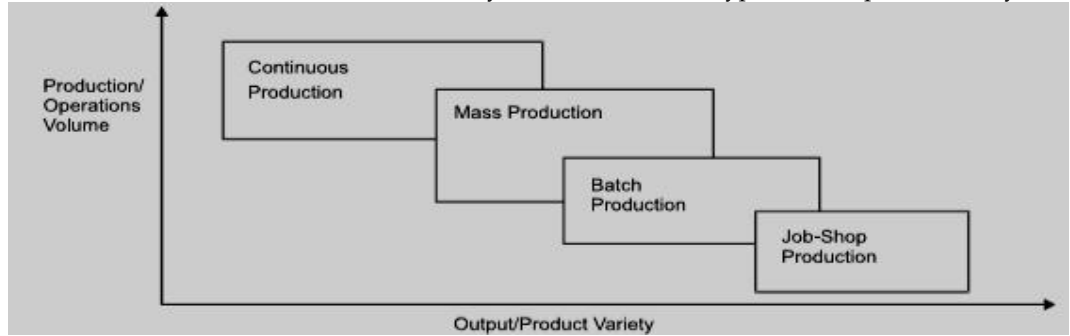 Continuous
Production
Production/
Operations
Volume
Mass Production
Batch
Production
Job-Shop
Production
Output/Product Variety